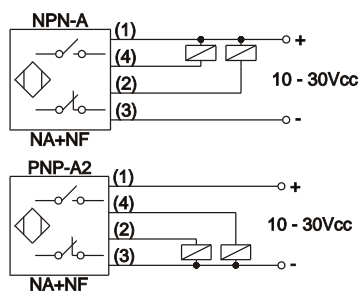 NPN-A
(1)
+
(4)
10 - 30Vcc
(2)
(3)
-
NA+NF
PNP-A2
(1)
+
(4)
10 - 30Vcc
(2)
(3)
-
NA+NF